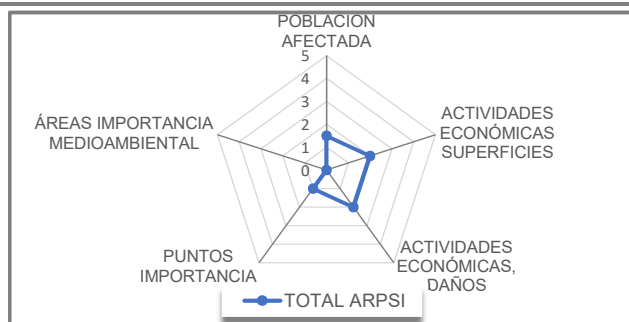 POBLACIÓN
AFECTADA
5
4
3
2
1
0
ACTIVIDADES
ECONÓMICAS
SUPERFICIES
ACTIVIDADES
ECONÓMICAS,
DAÑOS
PUNTOS
IMPORTANCIA
ÁREAS IMPORTANCIA
MEDIOAMBIENTAL
TOTAL ARPSI